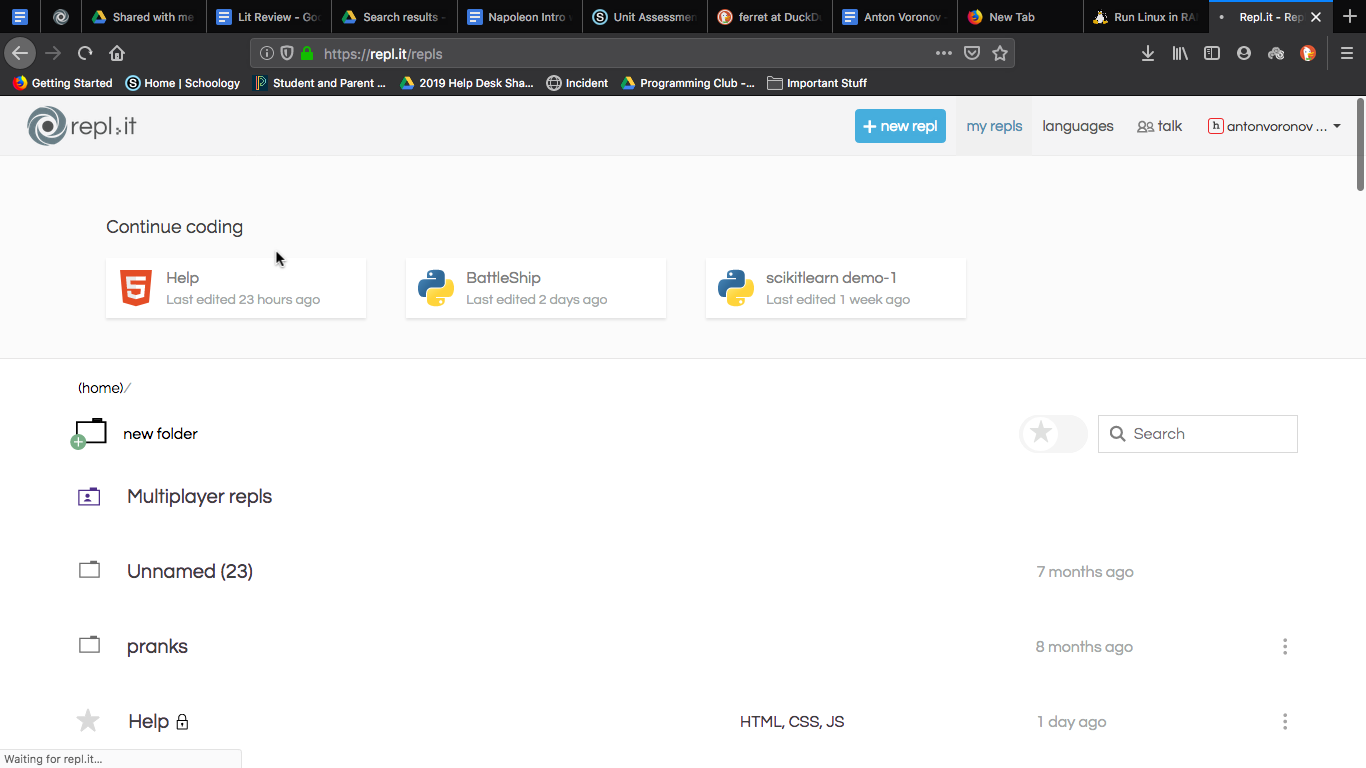 Shared with me
Lit Review - Goo
Search results -
Napoleon Intro
Unit Assessmen
ferret at DuckD
Anton Voronov -
New Tab
Run Linux in RA
Repl.it - Rep
https://repl.it/repls
Getting Started
Home | Schoology
Student and Parent ...
2019 Help Desk Sha...
Incident
Programming Club -...
Important Stuff
repl.it
+ new repl
my repls
languages
talk
antonvoronov ...
Continue coding
Help
Last edited 23 hours ago
BattleShip
Last edited 2 days ago
scikitlearn demo-1
Last edited 1 week ago
(home)/
new folder
Search
Multiplayer repls
Unnamed (23)
7 months ago
pranks
8 months ago
Help
HTML, CSS, JS
1 day ago
Waiting for repl.it...